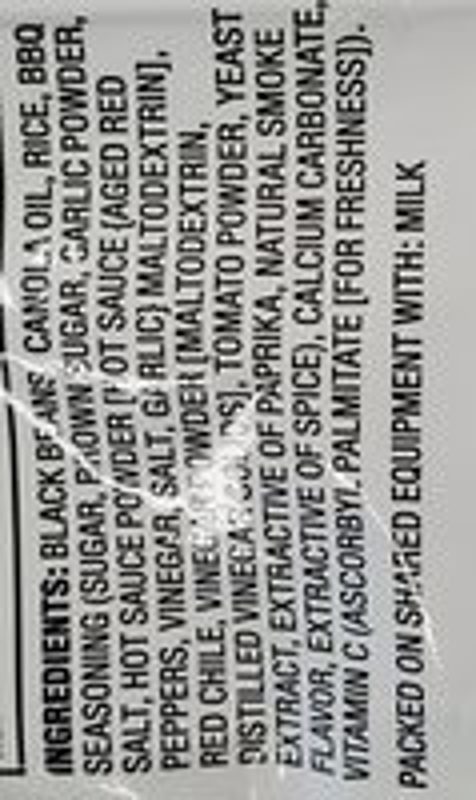 INGREDIENTS: BLACK BEANS, CANOLA OIL, RICE, BBQ
SEASONING (SUGAR, BROWN SUGAR, GARLIC POWDER,
SALT, HOT SAUCE POWDER [HOT SAUCE {AGED RED
PEPPERS, VINEGAR, SALT, GARLIC} MALTODEXTRIN],
RED CHILE, VINEGAR POWDER [MALTODEXTRIN,
DISTILLED VINEGAR SOLIDS], TOMATO POWDER, YEAST
EXTRACT, EXTRACTIVE OF PAPRIKA, NATURAL SMOKE
FLAVOR, EXTRACTIVE OF SPICE), CALCIUM CARBONATE,
VITAMIN C (ASCORBYL PALMITATE [FOR FRESHNESS]).
PACKED ON SHARED EQUIPMENT WITH: MILK